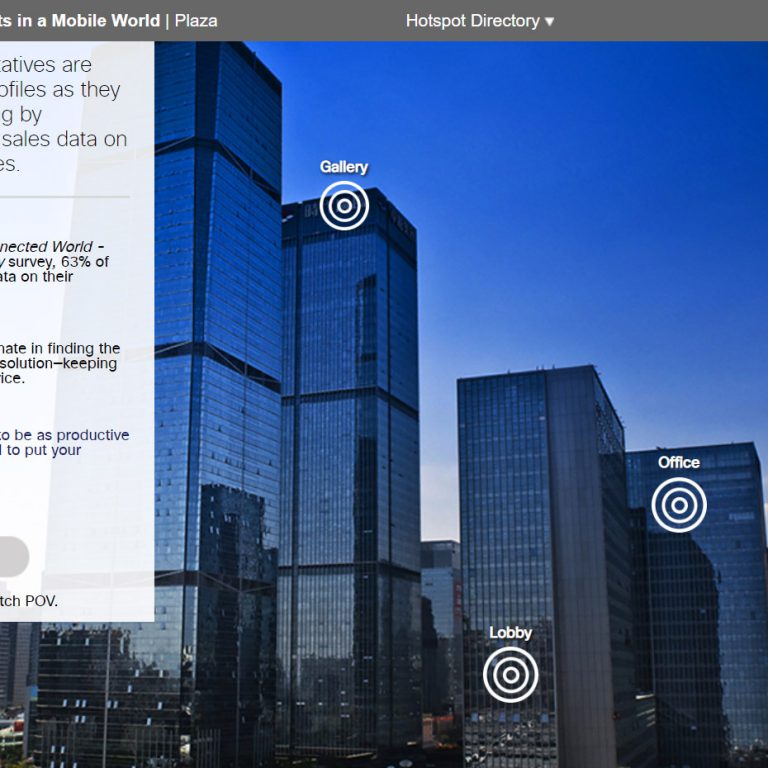 ts in a Mobile World | Plaza
Hotspot Directory ▾
tatives are
ofiles as they
g by
sales data on
es.
nected World -
y survey, 63% of
ata on their
nate in finding the
solution—keeping
ice.
to be as productive
to put your
tch POV.
Gallery
Office
Lobby